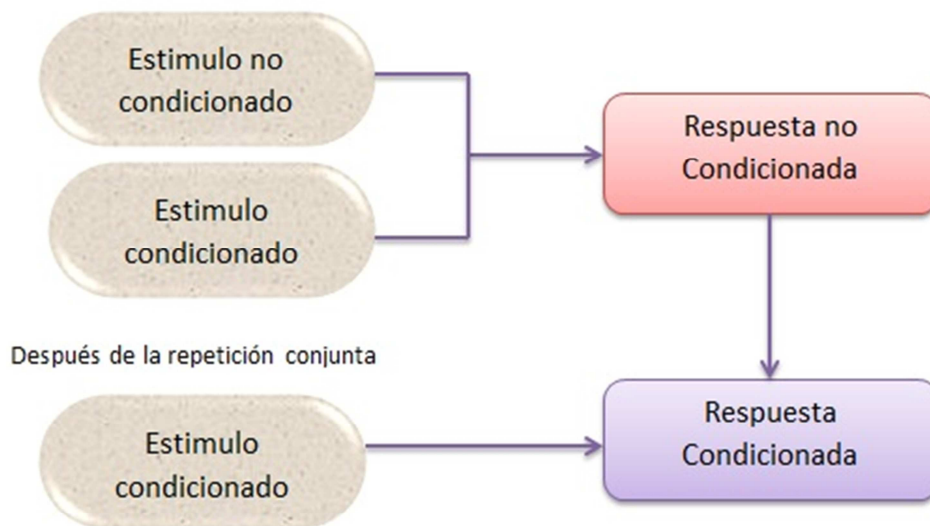 Estimulo no
condicionado
Respuesta no
Condicionada
Estimulo
condicionado
Después de la repetición conjunta
Estimulo
condicionado
Respuesta
Condicionada